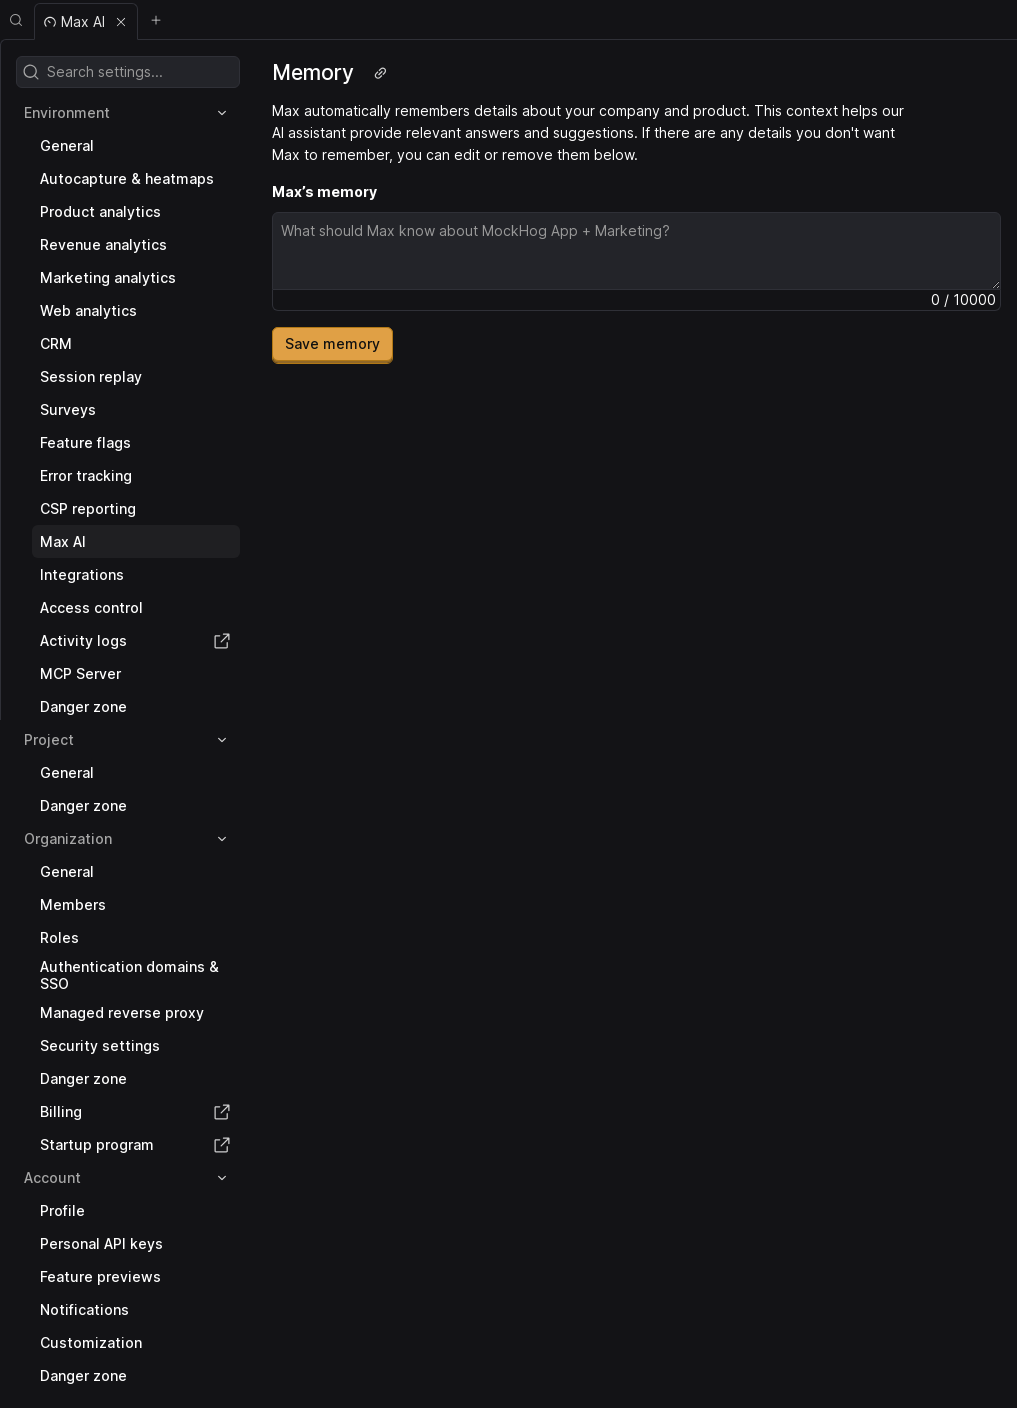 Max AI
Search settings...
Environment
General
Autocapture & heatmaps
Product analytics
Revenue analytics
Marketing analytics
Web analytics
CRM
Session replay
Surveys
Feature flags
Error tracking
CSP reporting
Max AI
Integrations
Access control
Activity logs
MCP Server
Danger zone
Project
General
Danger zone
Organization
General
Members
Roles
Authentication domains &
SSO
Managed reverse proxy
Security settings
Danger zone
Billing
Startup program
Account
Profile
Personal API keys
Feature previews
Notifications
Customization
Danger zone
Memory
Max automatically remembers details about your company and product. This context helps our
AI assistant provide relevant answers and suggestions. If there are any details you don't want
Max to remember, you can edit or remove them below.
Max’s memory
What should Max know about MockHog App + Marketing?
0 / 10000
Save memory